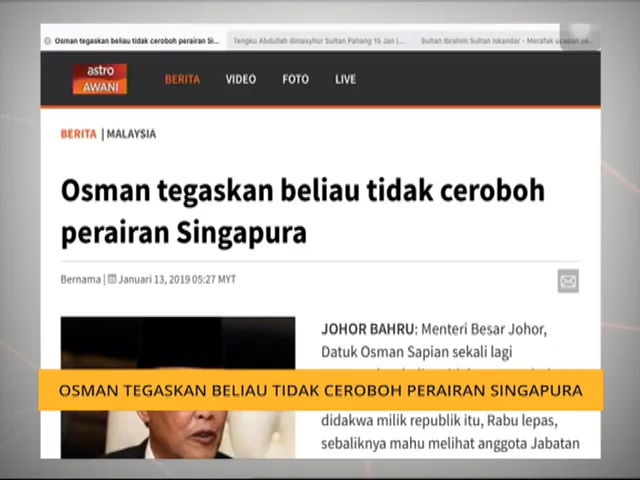 Osman tegaskan beliau tidak ceroboh perairan Si...
Tengku Abdullah dimasyhur Sultan Pahang 15 Jan (...
Sultan Ibrahim Sultan Iskandar - Merafak ucapan se...
astro
AWANI
BERITA VIDEO FOTO LIVE
BERITA | MALAYSIA
Osman tegaskan beliau tidak ceroboh
perairan Singapura
Bernama | Januari 13, 2019 05:27 MYT
JOHOR BAHRU: Menteri Besar Johor,
Datuk Osman Sapian sekali lagi
OSMAN TEGASKAN BELIAU TIDAK CEROBOH PERAIRAN SINGAPURA
didakwa milik republik itu, Rabu lepas,
sebaliknya mahu melihat anggota Jabatan